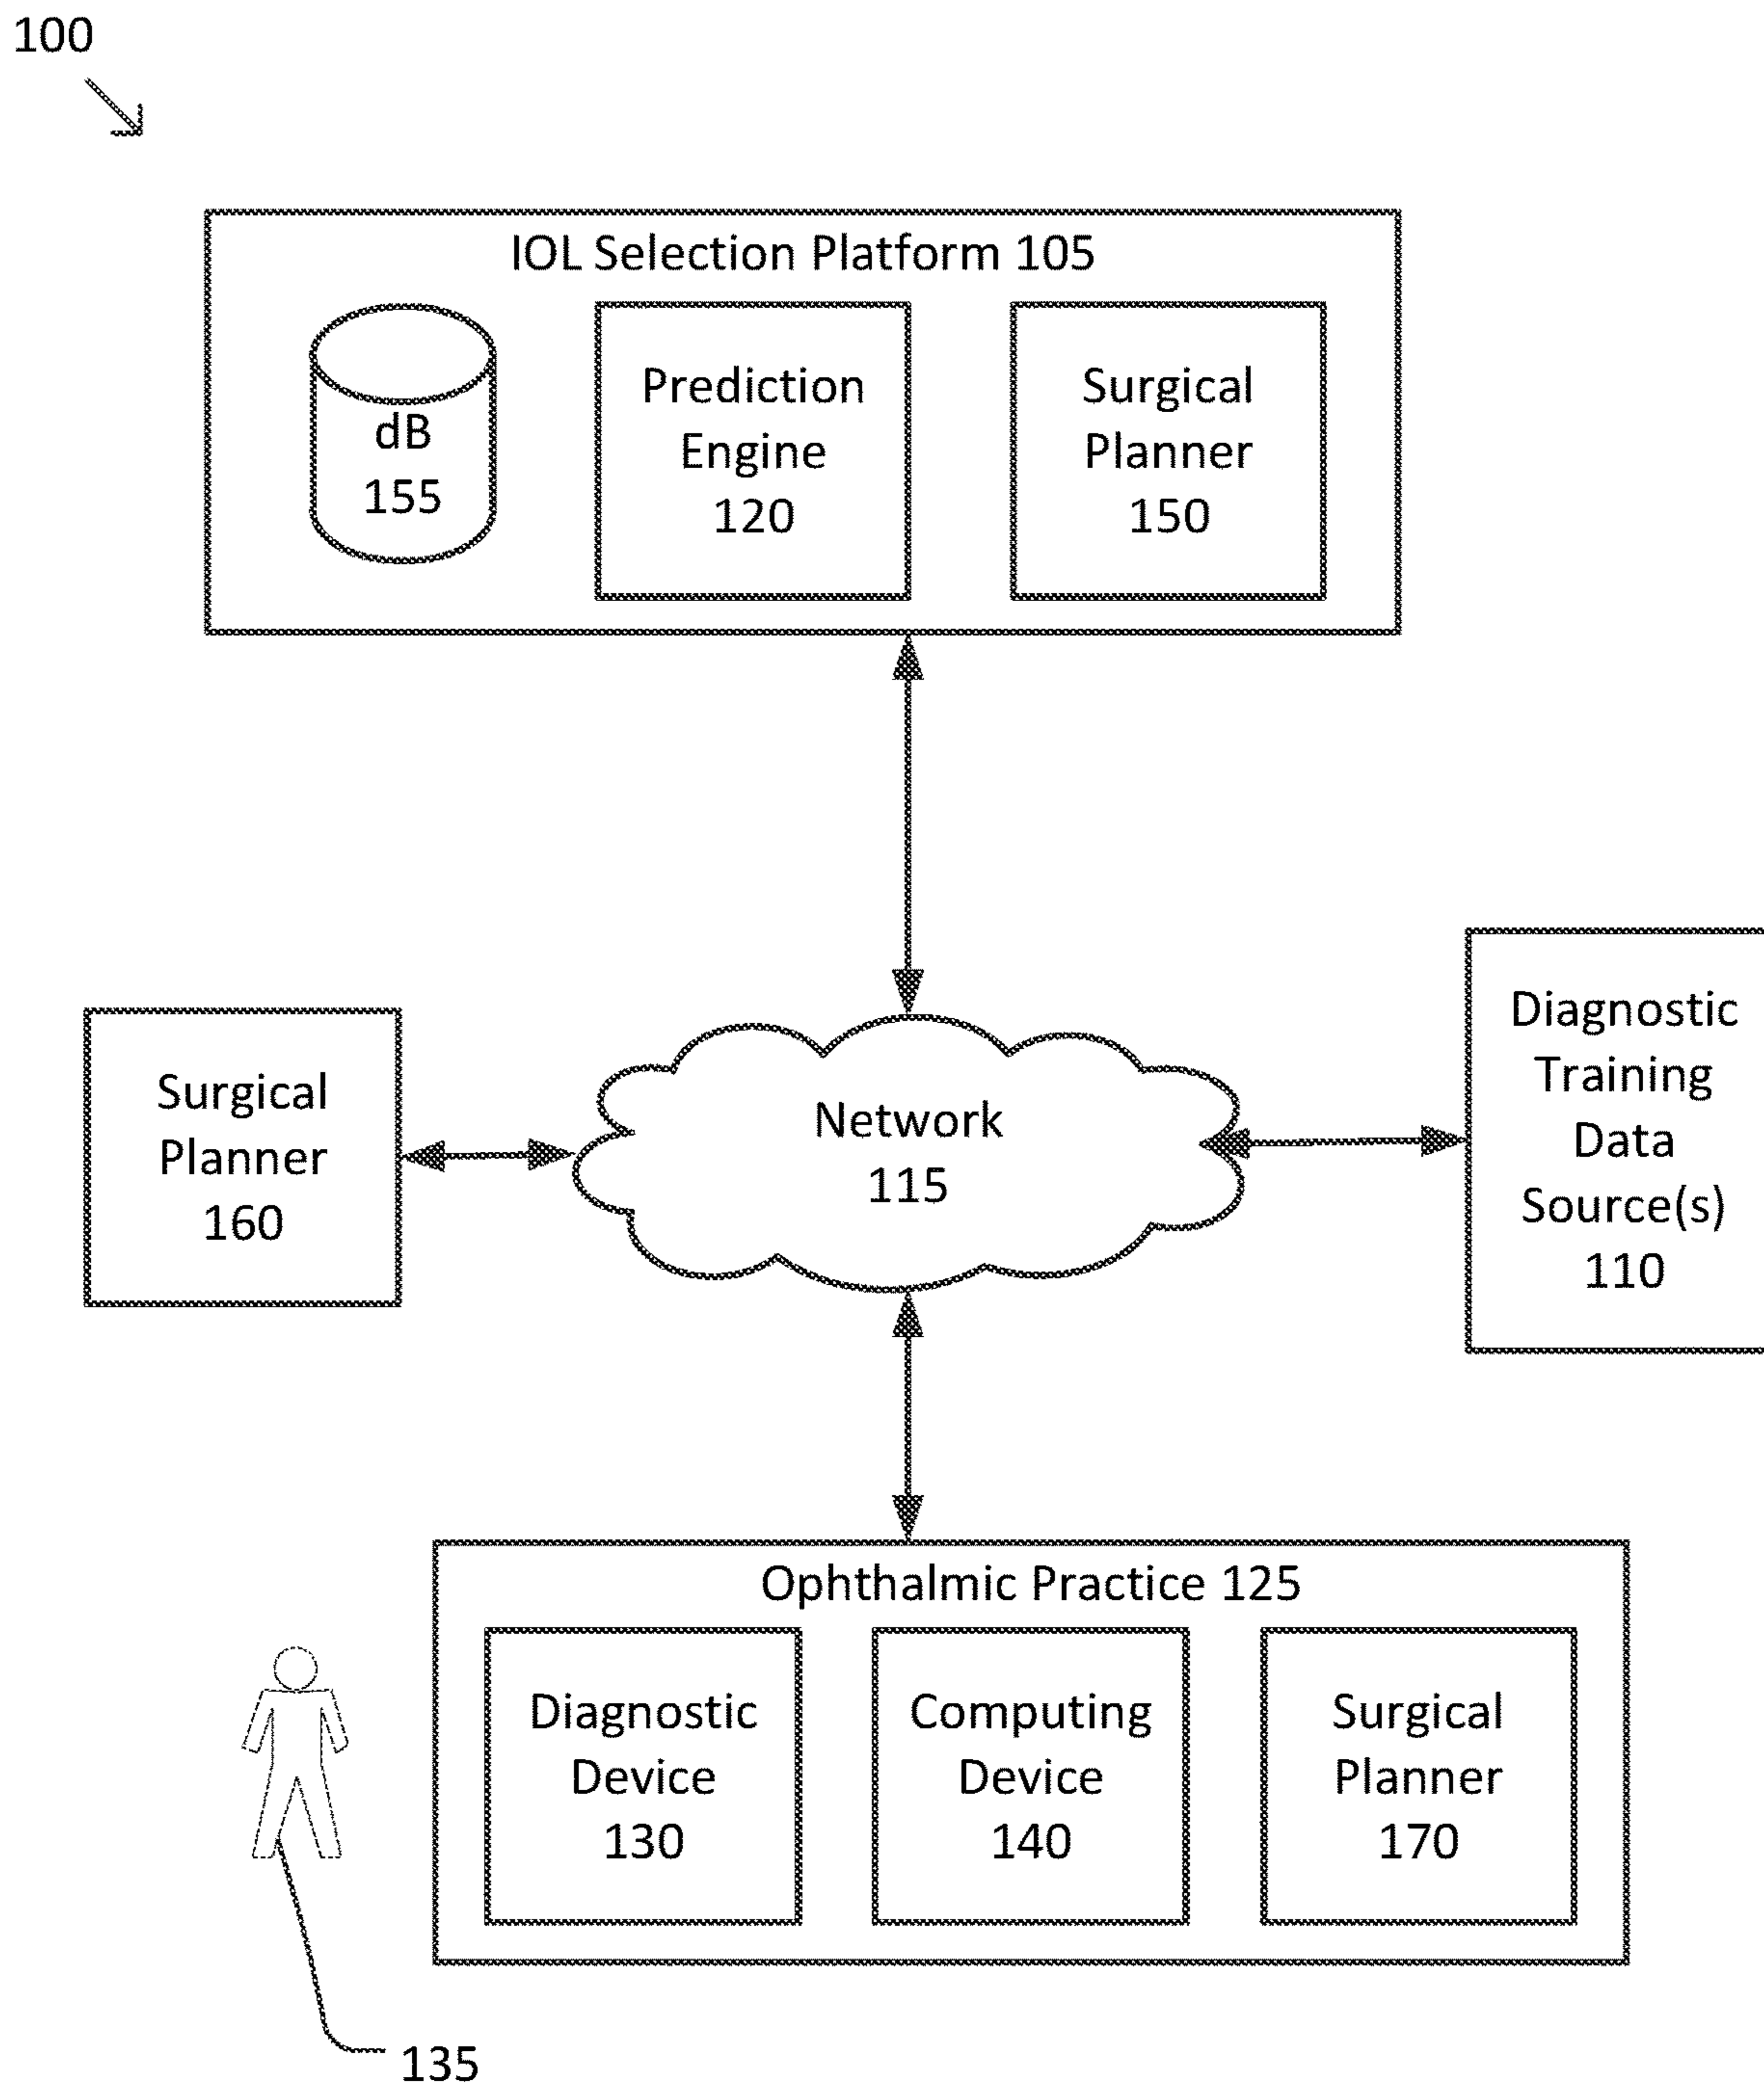 100
IOL Selection Platform 105
dB
155
Prediction
Engine
120
Surgical
Planner
150
Surgical
Planner
160
Network
115
Diagnostic
Training
Data
Source(s)
110
Ophthalmic Practice 125
Diagnostic
Device
130
Computing
Device
140
Surgical
Planner
170
135